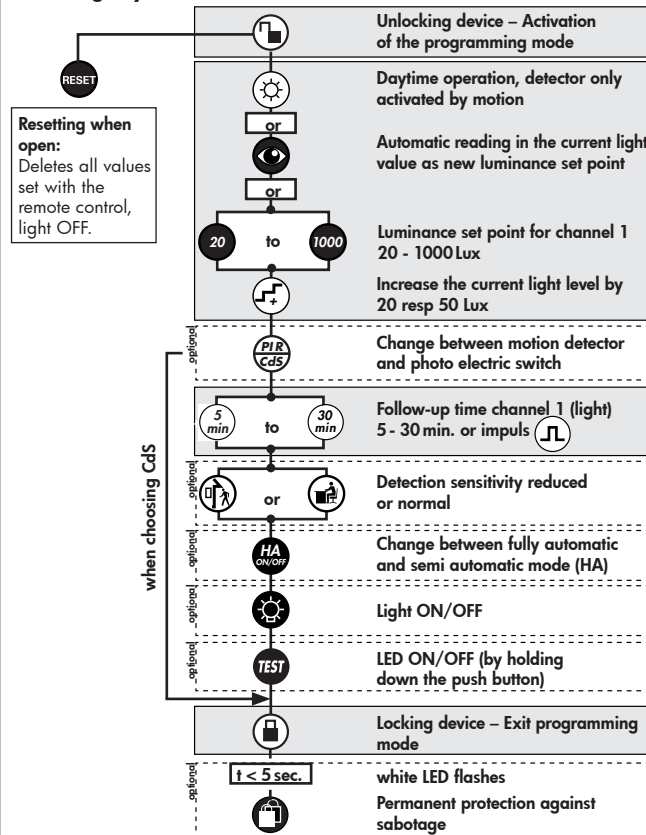 Unlocking device – Activation
of the programming mode
RESET
Resetting when
open:
Deletes all values
set with the
remote control,
light OFF.
Daytime operation, detector only
activated by motion
or
Automatic reading in the current light
value as new luminance set point
or
20
to
1000
Luminance set point for channel 1
20 - 1000 Lux
+
Increase the current light level by
20 resp 50 Lux
optional
PIR
CdS
Change between motion detector
and photo electric switch
5
min
to
30
min
Follow-up time channel 1 (light)
5 - 30 min. or impuls
optional
or
Detection sensitivity reduced
or normal
when choosing CdS
optional
HA
ON/OFF
Change between fully automatic
and semi automatic mode (HA)
optional
Light ON/OFF
optional
TEST
LED ON/OFF (by holding
down the push button)
Locking device – Exit programming
mode
optional
t < 5 sec.
white LED flashes
Permanent protection against
sabotage